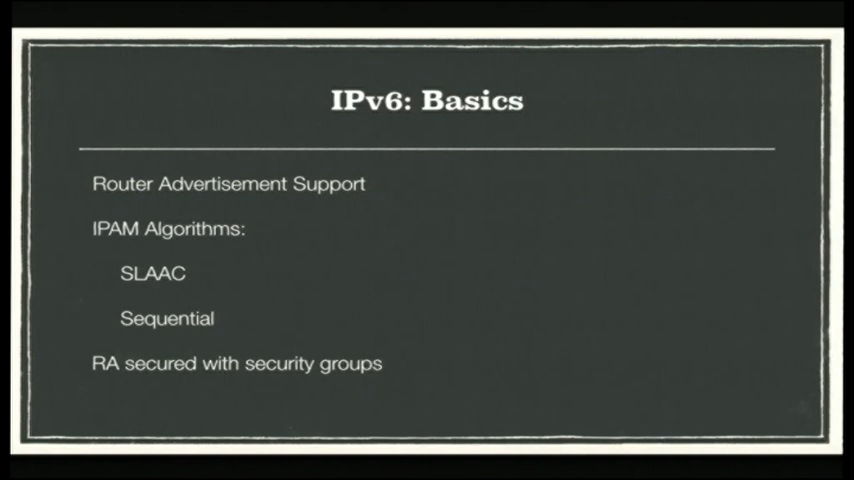 IPv6: Basics
Router Advertisement Support
IPAM Algorithms:
SLAAC
Sequential
RA secured with security groups